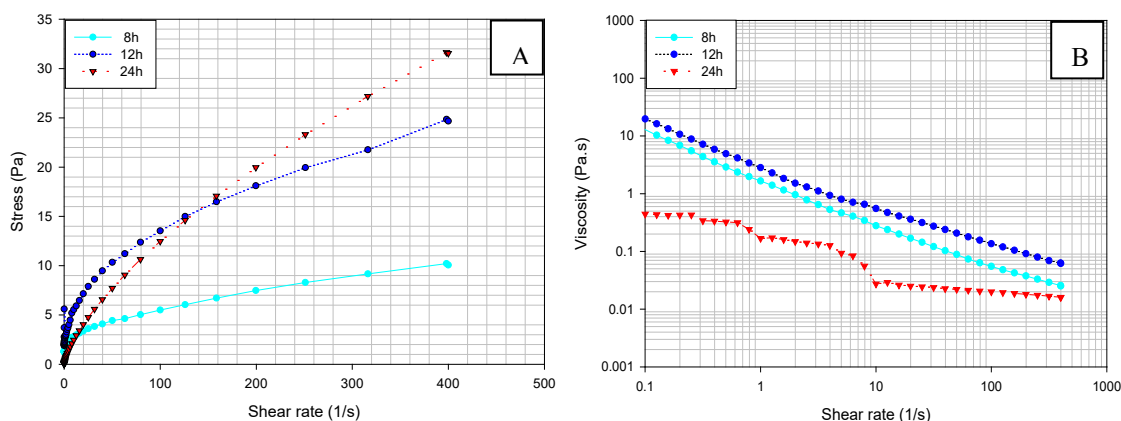 A
8h
12h
24h
Stress (Pa)
35
30
25
20
15
10
5
0
0
100
200
300
400
500
Shear rate (1/s)
B
8h
12h
24h
Viscosity (Pa.s)
1000
100
10
1
0.1
0.01
0.001
0.1
1
10
100
1000
Shear rate (1/s)